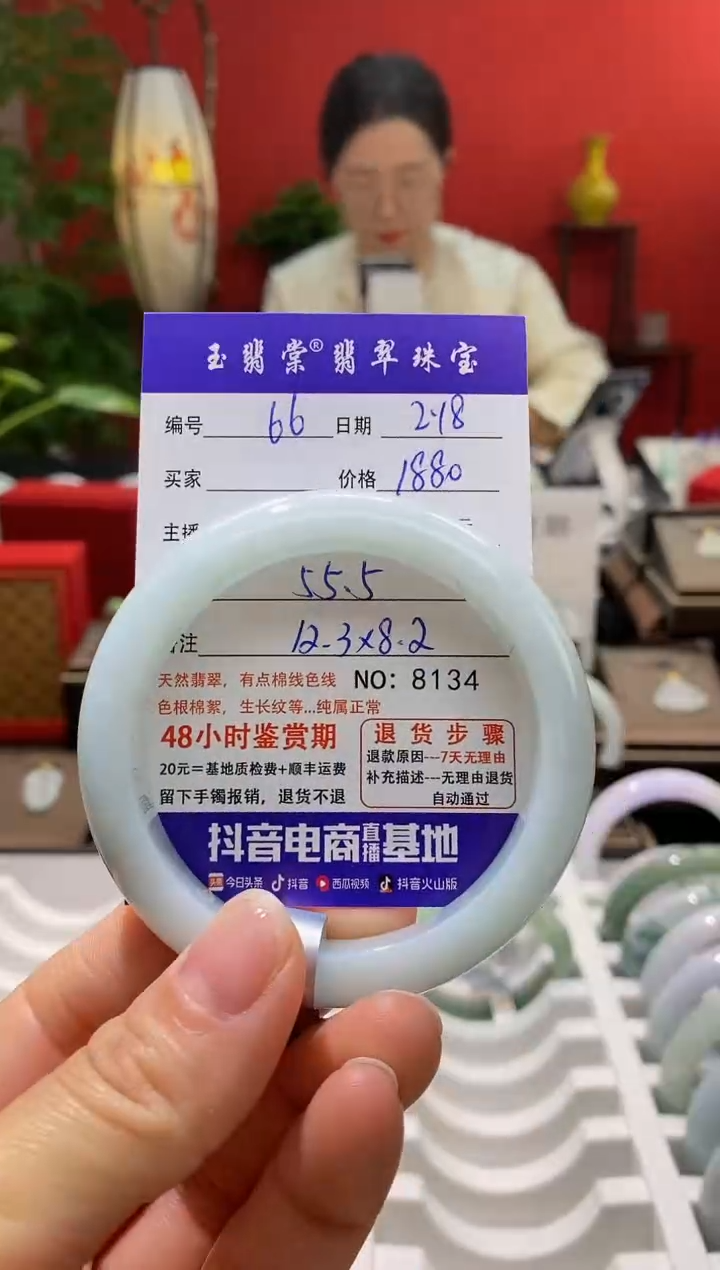 玉翡棠®翡翠珠宝
编号 66 日期 2.18
买家 价格 1880
主播
55.5
注 12.3x8.2
天然翡翠，有点棉线色线 NO：8134
色根棉絮，生长纹等...纯属正常
48小时鉴赏期
20元＝基地质检费+顺丰运费
留下手镯报销，退货不退
退货步骤
退款原因---7天无理由
补充描述---无理由退货
自动通过
抖音电商直播基地
头条 今日头条 抖音 西瓜视频 抖音火山版